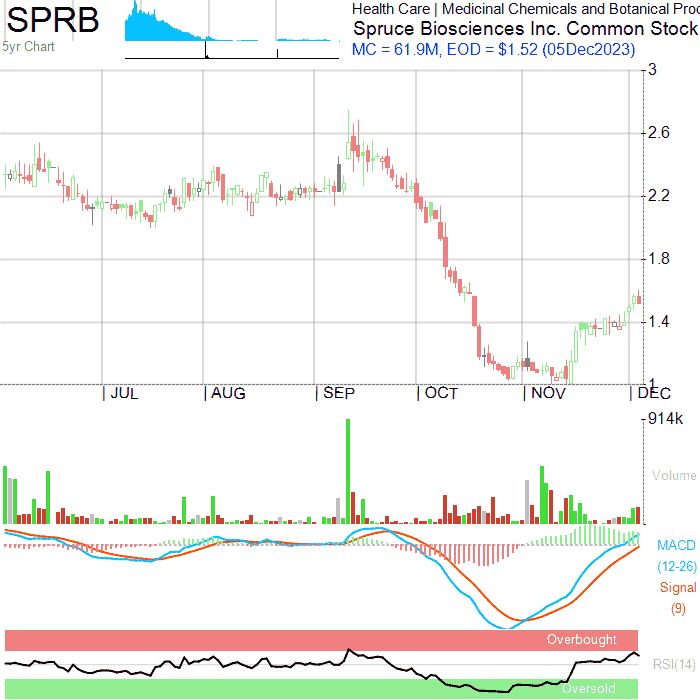 SPRB
5yr Chart
Health Care | Medicinal Chemicals and Botanical Proc
Spruce Biosciences Inc. Common Stock
MC = 61.9M, EOD = $1.52 (05Dec2023)
3
2.6
2.2
1.8
1.4
1
JUL AUG SEP OCT NOV DEC
914k
Volume
MACD
(12-26)
Signal
(9)
Overbought
RSI(14)
Oversold